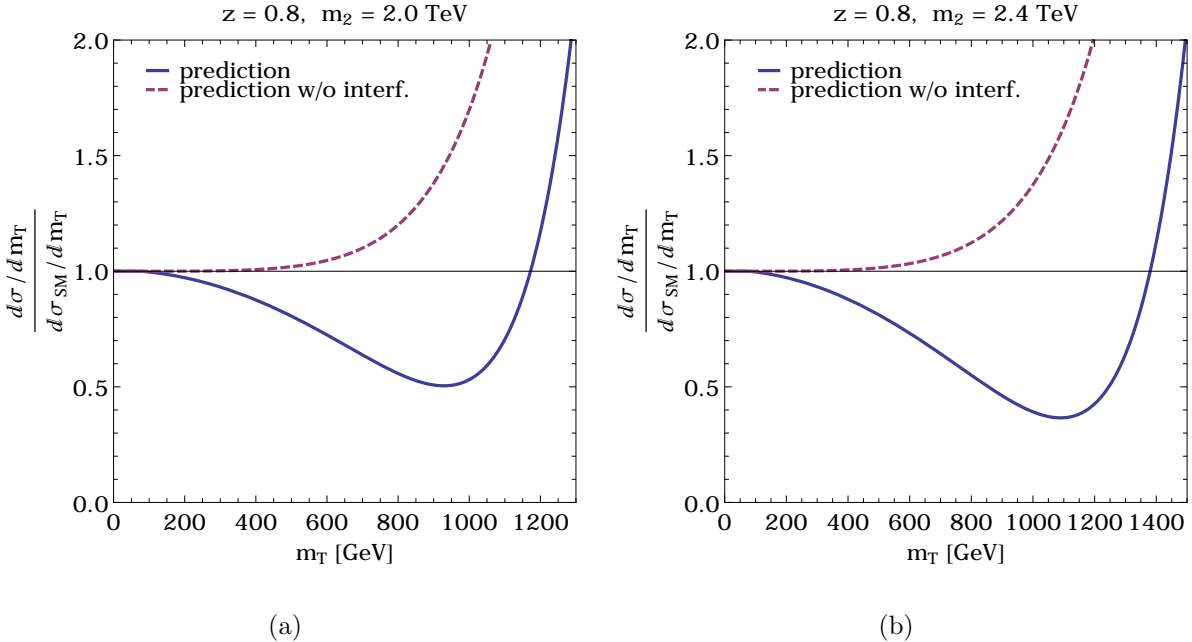 z = 0.8, m₂ = 2.0 TeV
2.0
1.5
1.0
0.5
0.0
dσ/dm_T
dσ_SM/dm_T
prediction
prediction w/o interf.
0 200 400 600 800 1000 1200
m_T [GeV]
(a)
z = 0.8, m₂ = 2.4 TeV
2.0
1.5
1.0
0.5
0.0
dσ/dm_T
dσ_SM/dm_T
prediction
prediction w/o interf.
0 200 400 600 800 1000 1200 1400
m_T [GeV]
(b)